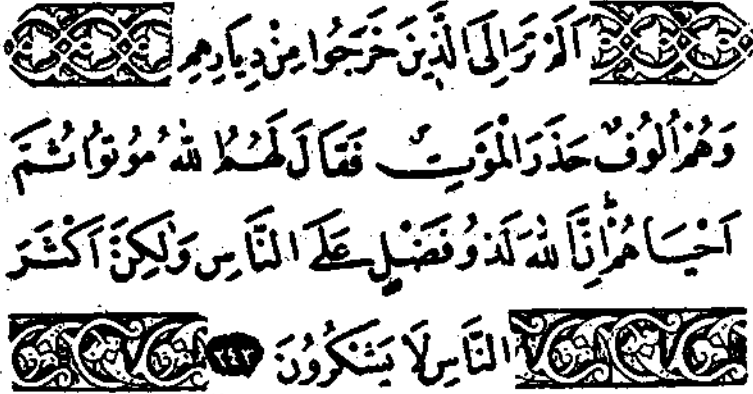 اَلَمْ تَرَ اِلَى الَّذٖينَ خَرَجُوا مِنْ دِيَارِهِمْ
وَهُمْ اُلُوفٌ حَذَرَ الْمَوْتِ فَقَالَ لَهُمُ اللّٰهُ مُوتُوا ثُمَّ
اَحْيَاهُمْ اِنَّ اللّٰهَ لَذُو فَضْلٍ عَلَى النَّاسِ وَلٰكِنَّ اَكْثَرَ
النَّاسِ لَا يَشْكُرُونَ ٢٤٣